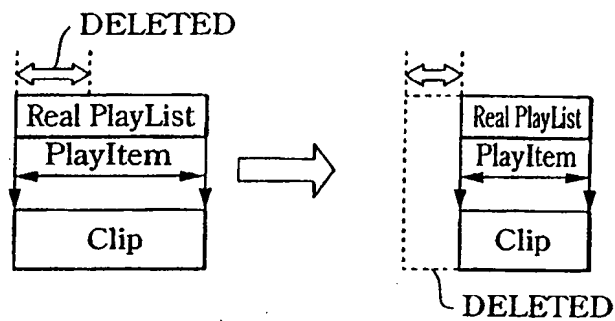 DELETED
Real PlayList
PlayItem
Clip
Real PlayList
PlayItem
Clip
DELETED